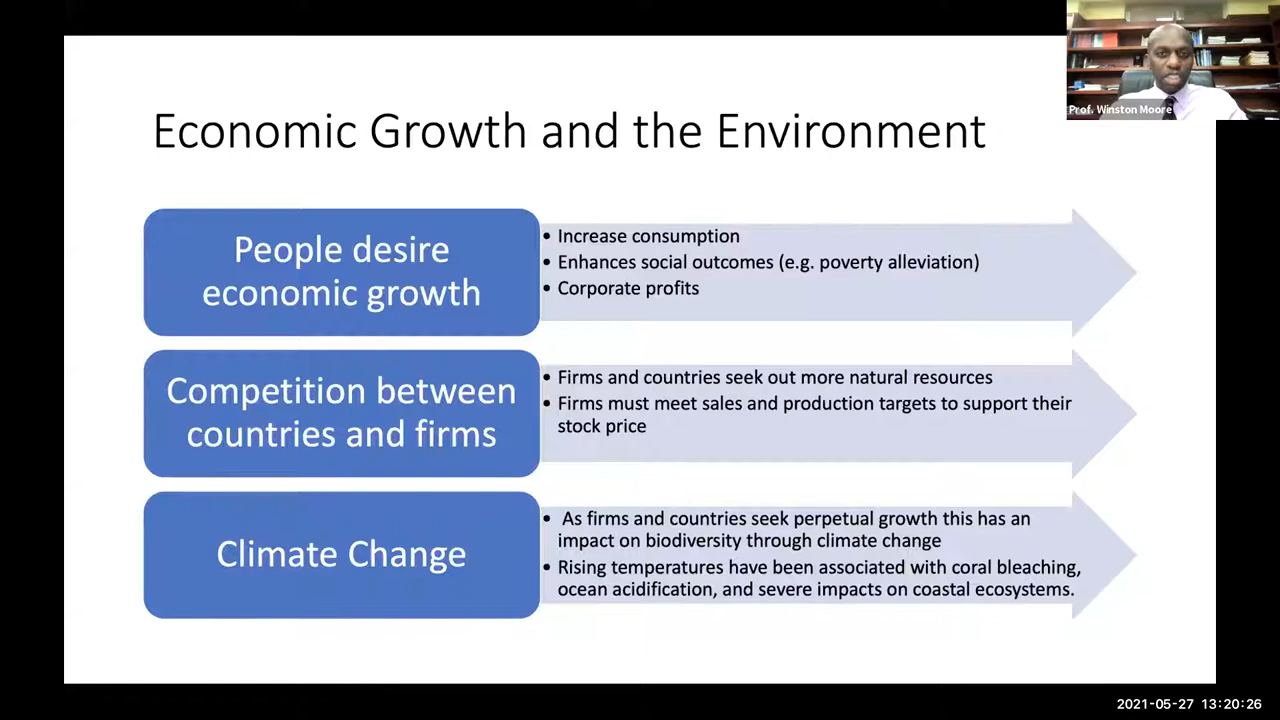 Prof. Winston Moore
Economic Growth and the Environment
People desire
economic growth
• Increase consumption
• Enhances social outcomes (e.g. poverty alleviation)
• Corporate profits
Competition between
countries and firms
• Firms and countries seek out more natural resources
• Firms must meet sales and production targets to support their
stock price
Climate Change
• As firms and countries seek perpetual growth this has an
impact on biodiversity through climate change
• Rising temperatures have been associated with coral bleaching,
ocean acidification, and severe impacts on coastal ecosystems.
2021-05-27 13:20:26